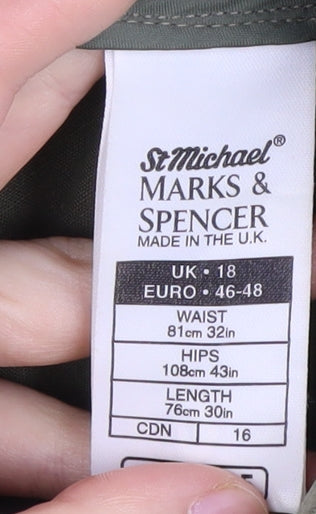 St Michael®
MARKS &
SPENCER
MADE IN THE U.K.
UK • 18
EURO • 46-48
WAIST
81cm 32in
HIPS
108cm 43in
LENGTH
76cm 30in
CDN 16